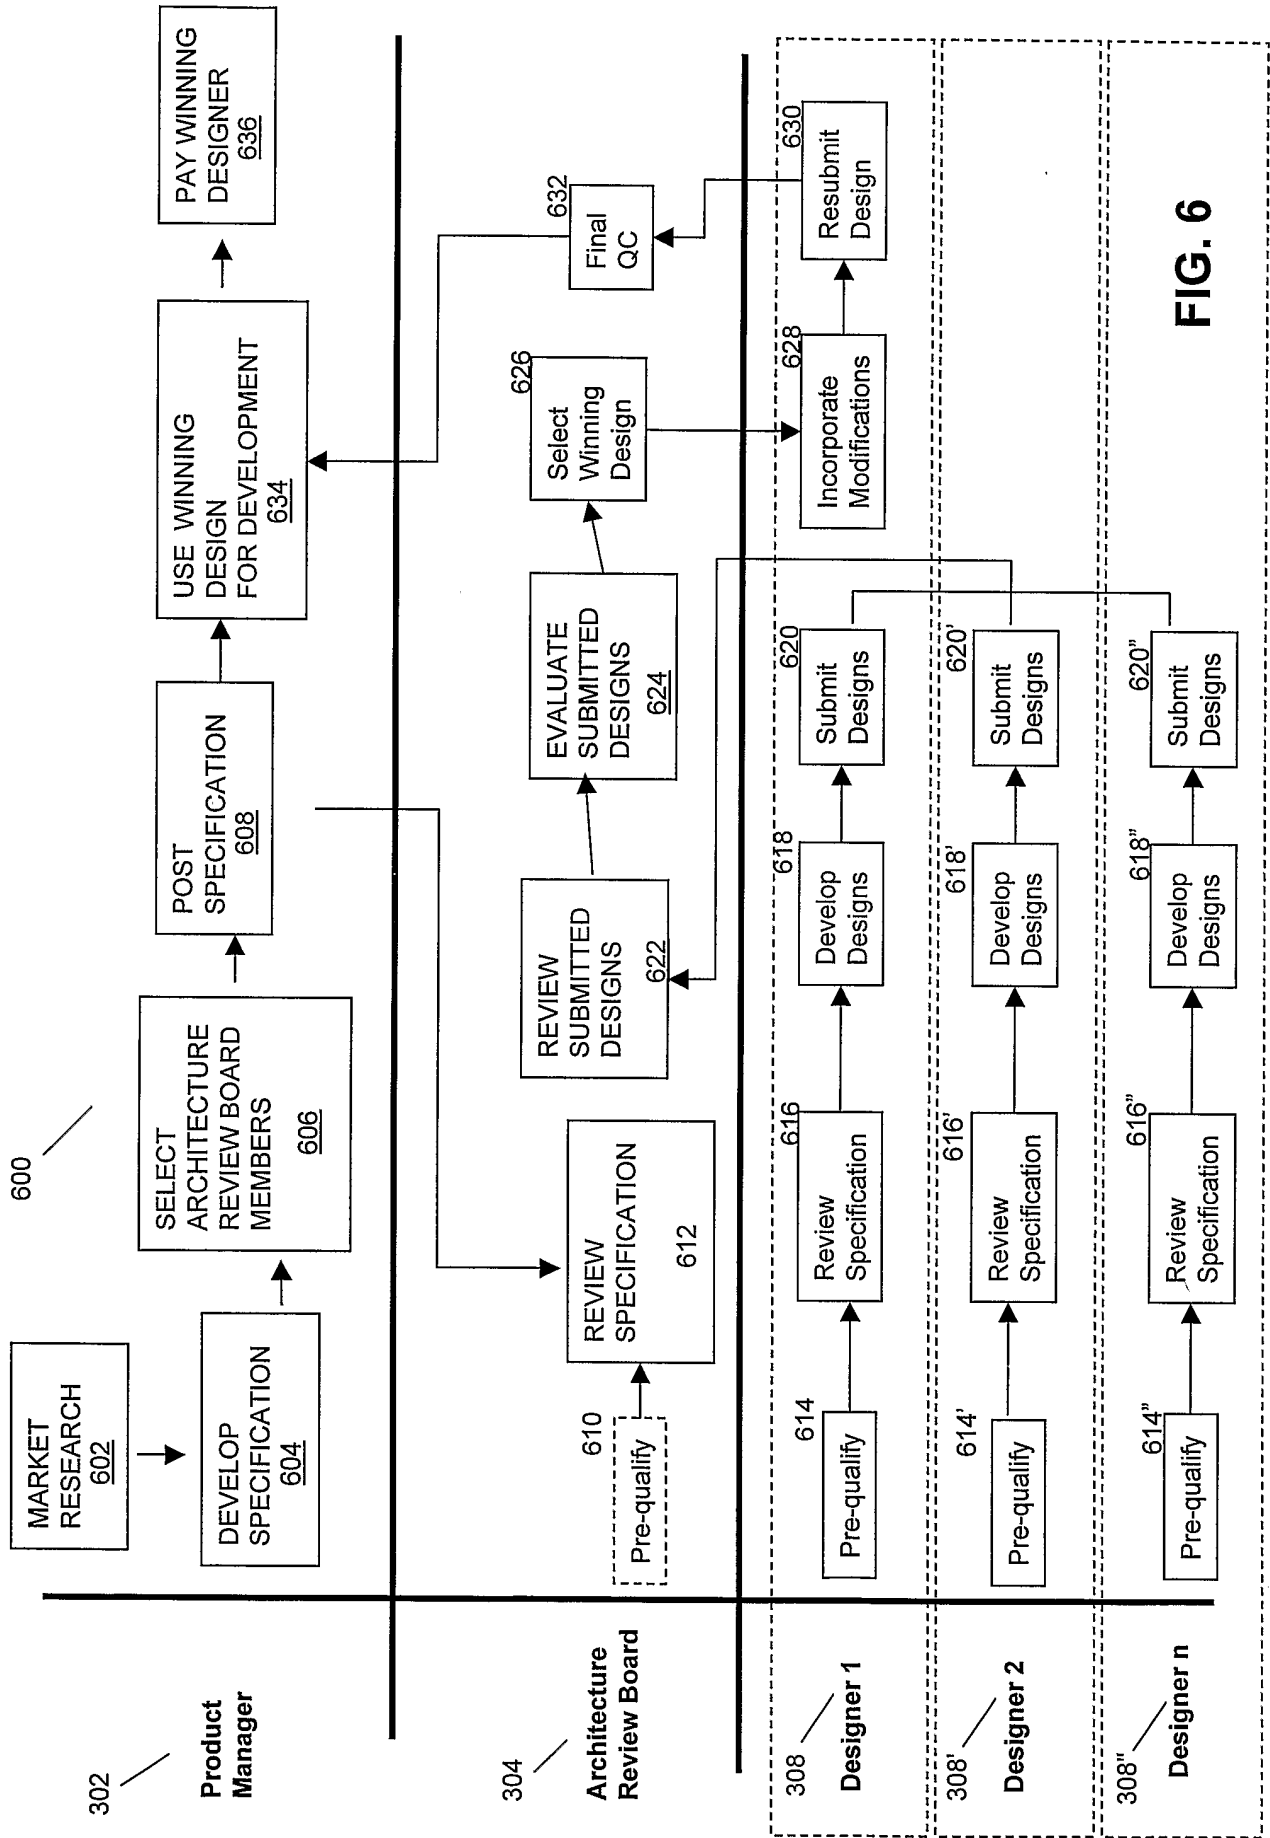 600
302
Product
Manager
MARKET
RESEARCH
602
DEVELOP
SPECIFICATION
604
SELECT
ARCHITECTURE
REVIEW BOARD
MEMBERS
606
POST
SPECIFICATION
608
USE WINNING
DESIGN
FOR DEVELOPMENT
634
PAY WINNING
DESIGNER
636
304
Architecture
Review Board
610
Pre-qualify
REVIEW
SPECIFICATION
612
REVIEW
SUBMITTED
DESIGNS
622
EVALUATE
SUBMITTED
DESIGNS
624
626
Select
Winning
Design
632
Final
QC
308
Designer 1
614
Pre-qualify
616
Review
Specification
618
Develop
Designs
620
Submit
Designs
628
Incorporate
Modifications
630
Resubmit
Design
308'
Designer 2
614'
Pre-qualify
616'
Review
Specification
618'
Develop
Designs
620'
Submit
Designs
308"
Designer n
614"
Pre-qualify
616"
Review
Specification
618"
Develop
Designs
620"
Submit
Designs
FIG. 6